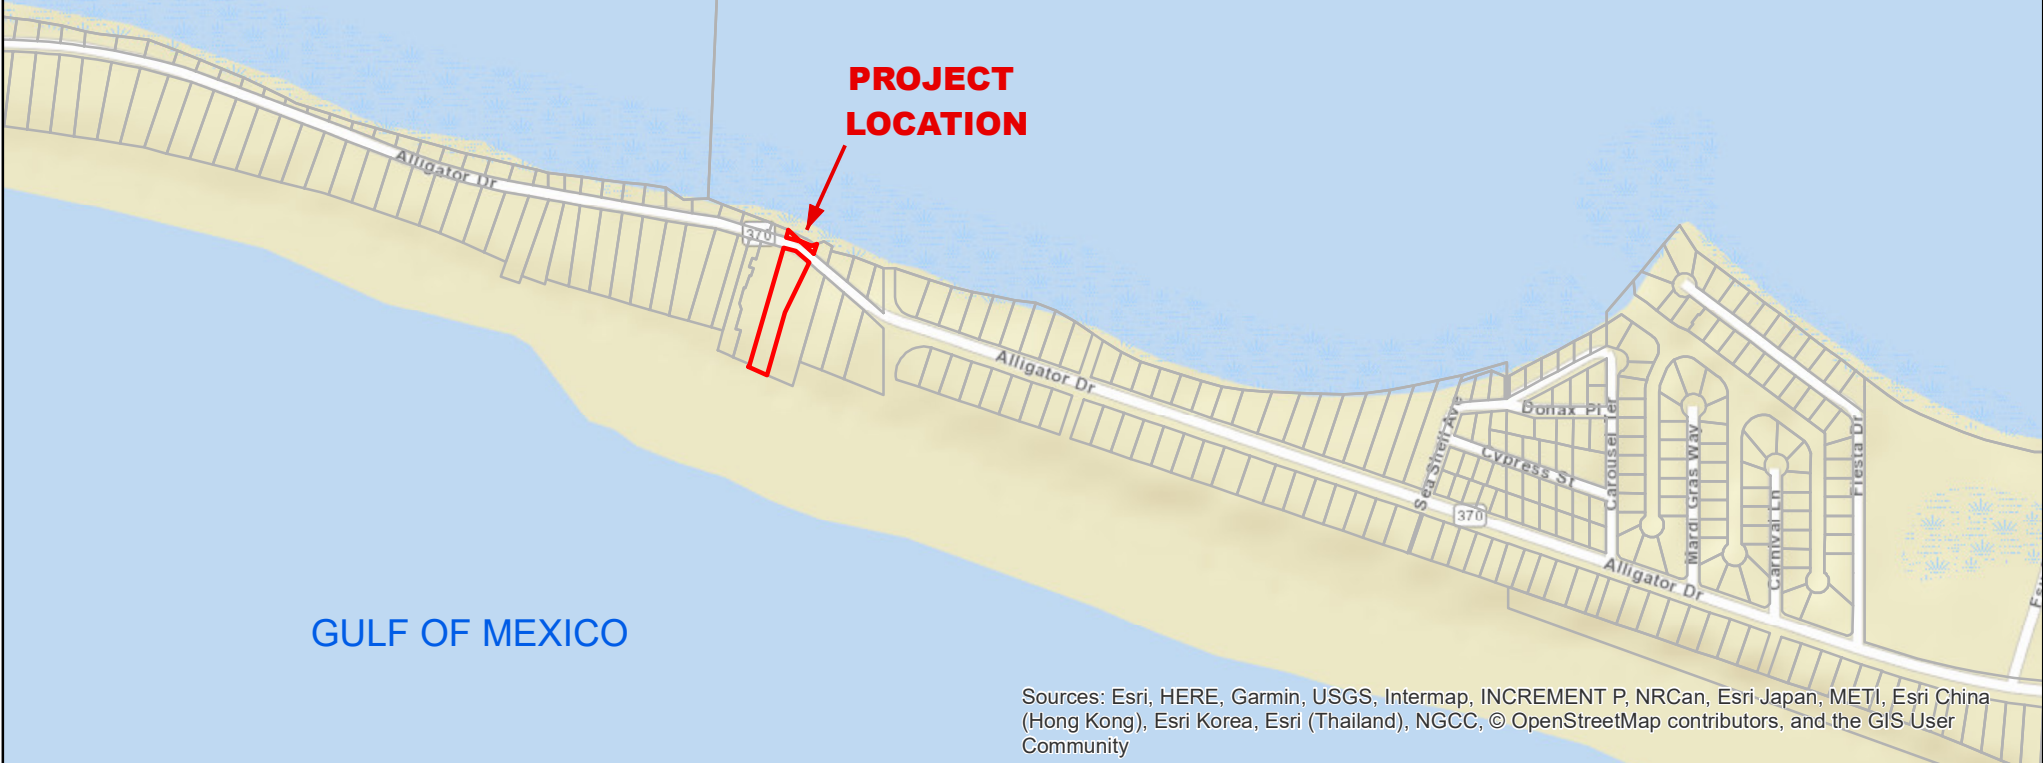 PROJECT
LOCATION
Alligator Dr
370
Alligator Dr
Donax Pl
Sea Shell Ave
Cypress St
Carousel Ter
Mardi Gras Way
Carnival Ln
Fiesta Dr
370
Alligator Dr
GULF OF MEXICO
Sources: Esri, HERE, Garmin, USGS, Intermap, INCREMENT P, NRCan, Esri Japan, METI, Esri China
(Hong Kong), Esri Korea, Esri (Thailand), NGCC, © OpenStreetMap contributors, and the GIS User
Community